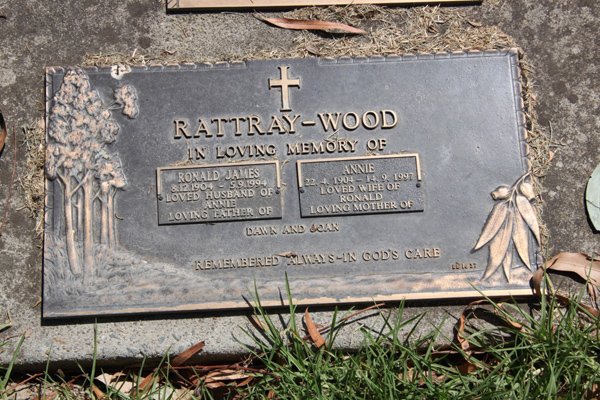 RATTRAY-WOOD
IN LOVING MEMORY OF
RONALD JAMES
8.12.1904 - 5.9.1994
LOVED HUSBAND OF
ANNIE
LOVING FATHER OF
ANNIE
22.4.1904 - 14.9.1997
LOVED WIFE OF
RONALD
LOVING MOTHER OF
DAWN AND JOAN
REMEMBERED ALWAYS-IN GOD'S CARE